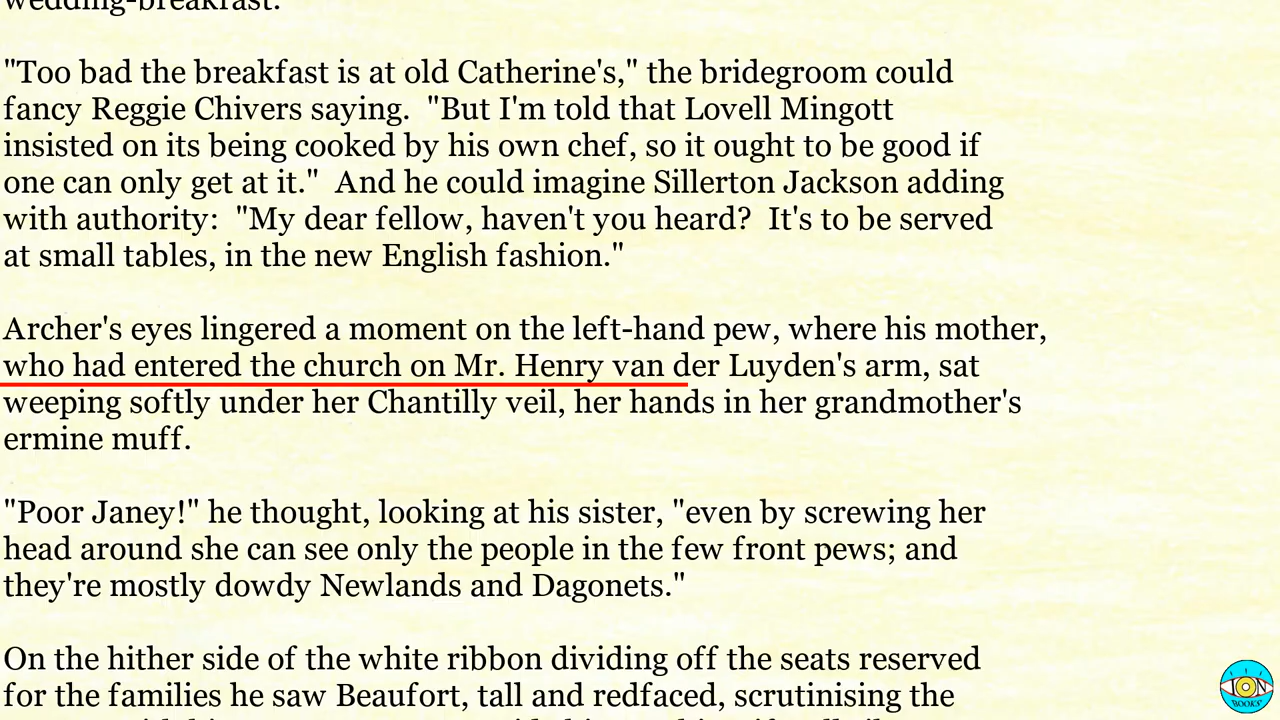 wedding-breakfast.
"Too bad the breakfast is at old Catherine's," the bridegroom could
fancy Reggie Chivers saying.  "But I'm told that Lovell Mingott
insisted on its being cooked by his own chef, so it ought to be good if
one can only get at it."  And he could imagine Sillerton Jackson adding
with authority:  "My dear fellow, haven't you heard?  It's to be served
at small tables, in the new English fashion."
Archer's eyes lingered a moment on the left-hand pew, where his mother,
who had entered the church on Mr. Henry van der Luyden's arm, sat
weeping softly under her Chantilly veil, her hands in her grandmother's
ermine muff.
"Poor Janey!" he thought, looking at his sister, "even by screwing her
head around she can see only the people in the few front pews; and
they're mostly dowdy Newlands and Dagonets."
On the hither side of the white ribbon dividing off the seats reserved
for the families he saw Beaufort, tall and redfaced, scrutinising the
ION
BOOKS